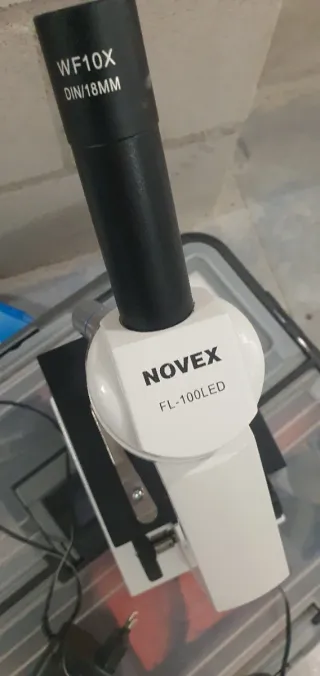 WF10X
DIN/18MM
NOVEX
FL-100LED